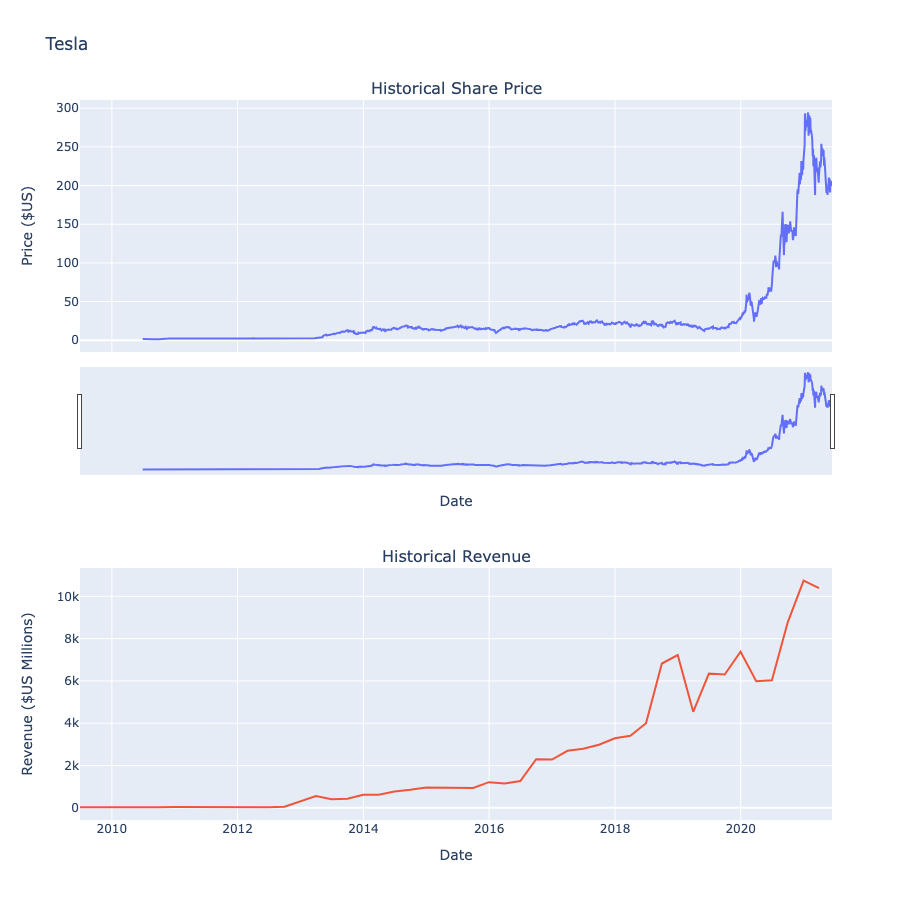 Tesla
Historical Share Price
300
250
200
150
100
50
0
Price ($US)
Date
Historical Revenue
10k
8k
6k
4k
2k
0
Revenue ($US Millions)
2010 2012 2014 2016 2018 2020
Date